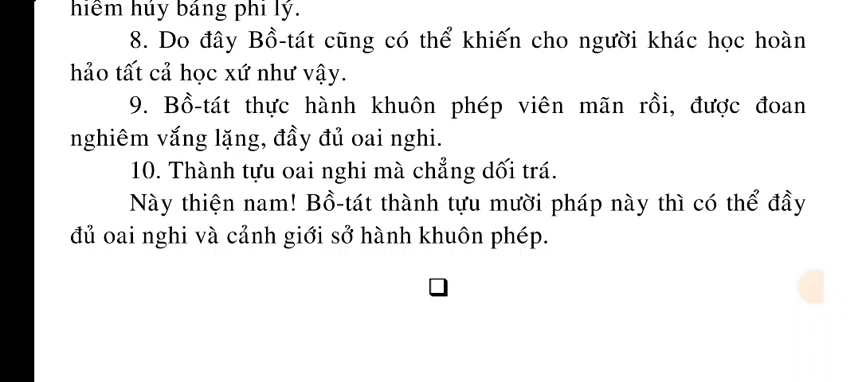 hiềm hủy báng phi lý.
8. Do đây Bồ-tát cũng có thể khiến cho người khác học hoàn
hảo tất cả học xứ như vậy.
9. Bồ-tát thực hành khuôn phép viên mãn rồi, được đoan
nghiêm vắng lặng, đầy đủ oai nghi.
10. Thành tựu oai nghi mà chẳng dối trá.
Này thiện nam! Bồ-tát thành tựu mười pháp này thì có thể đầy
đủ oai nghi và cảnh giới sở hành khuôn phép.